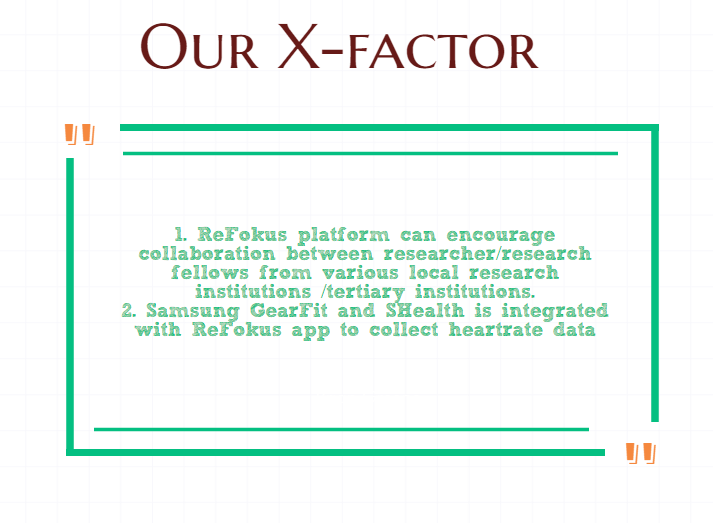 Our X-factor
"
1. ReFokus platform can encourage
collaboration between researcher/research
fellows from various local research
institutions /tertiary institutions.
2. Samsung GearFit and SHealth is integrated
with ReFokus app to collect heartrate data
"